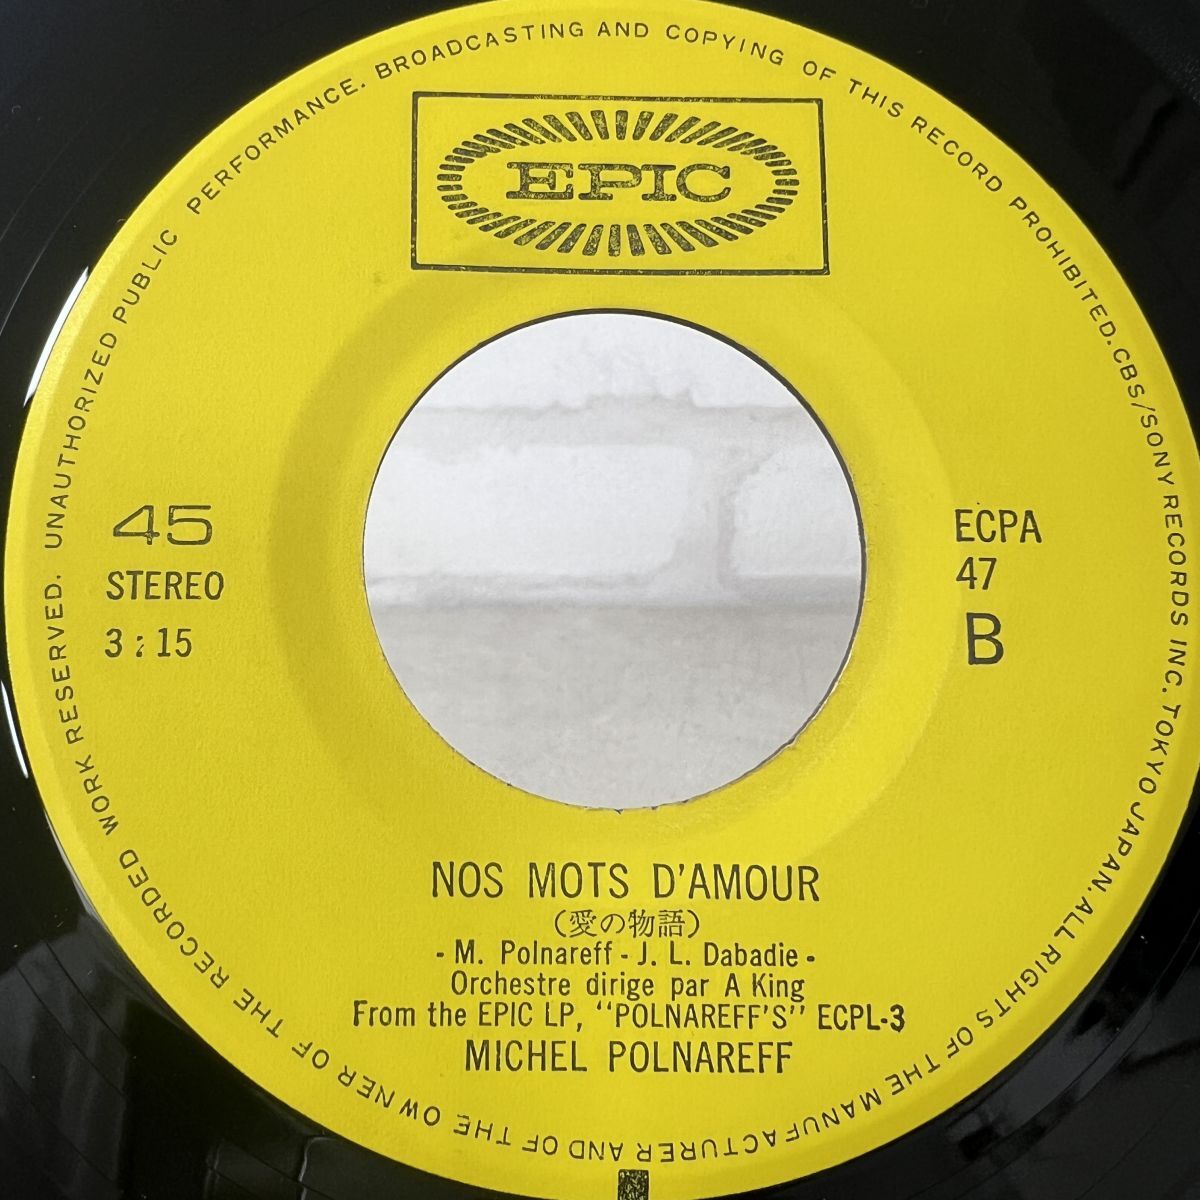 UNAUTHORIZED PUBLIC PERFORMANCE. BROADCASTING AND COPYING OF THIS RECORD PROHIBITED. CBS/SONY RECORDS INC. TOKYO JAPAN. ALL RIGHTS OF THE MANUFACTURER AND OF THE OWNER OF THE RECORDED WORK RESERVED.
EPIC
45
STEREO
3:15
ECPA
47
B
NOS MOTS D'AMOUR
(愛の物語)
- M. Polnareff - J. L. Dabadie -
Orchestre dirige par A King
From the EPIC LP, "POLNAREFF'S" ECPL-3
MICHEL POLNAREFF